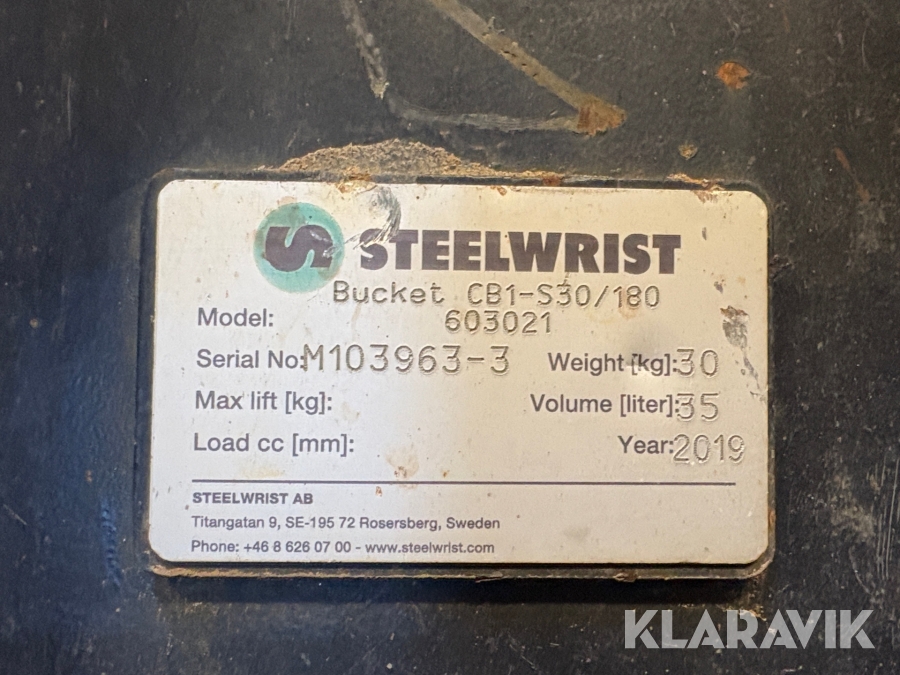 STEELWRIST
Bucket CB1-S30/180
Model: 603021
Serial No: M103963-3 Weight [kg]: 30
Max lift [kg]: Volume [liter]: 35
Load cc [mm]: Year: 2019
STEELWRIST AB
Titangatan 9, SE-195 72 Rosersberg, Sweden
Phone: +46 8 626 07 00 - www.steelwrist.com
KLARAVIK